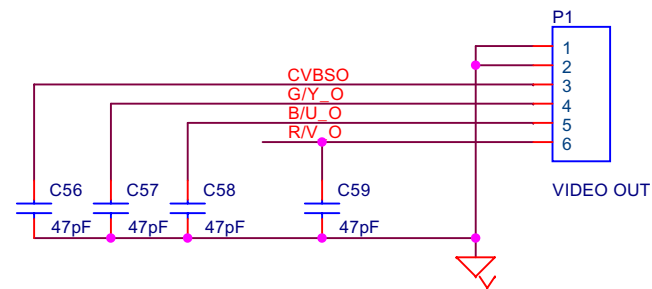 P1
1
2
CVBSO
3
G/Y_O
4
B/U_O
5
R/V_O
6
C56
C57
C58
C59
VIDEO OUT
47pF
47pF
47pF
47pF